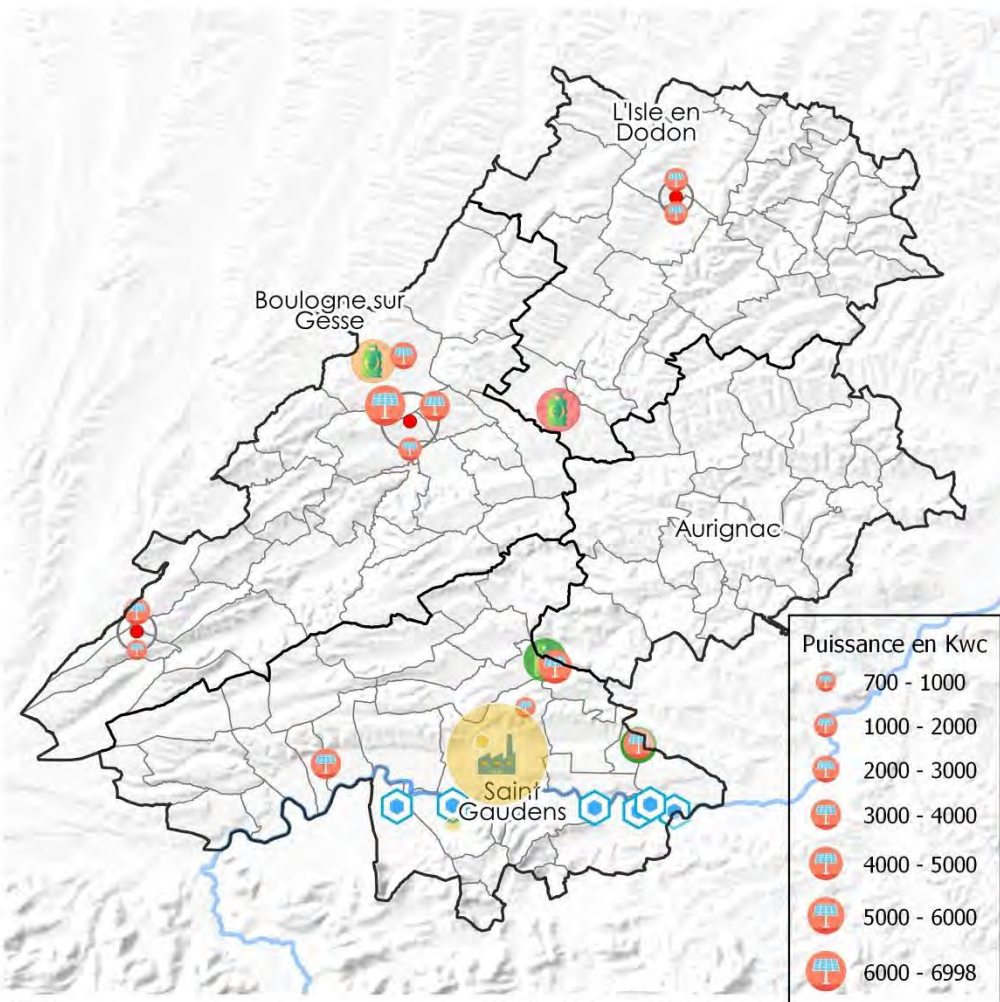 L'Isle en
Dodon
Boulogne sur
Gesse
Aurignac
Saint
Gaudens
Puissance en Kwc
700 - 1000
1000 - 2000
2000 - 3000
3000 - 4000
4000 - 5000
5000 - 6000
6000 - 6998